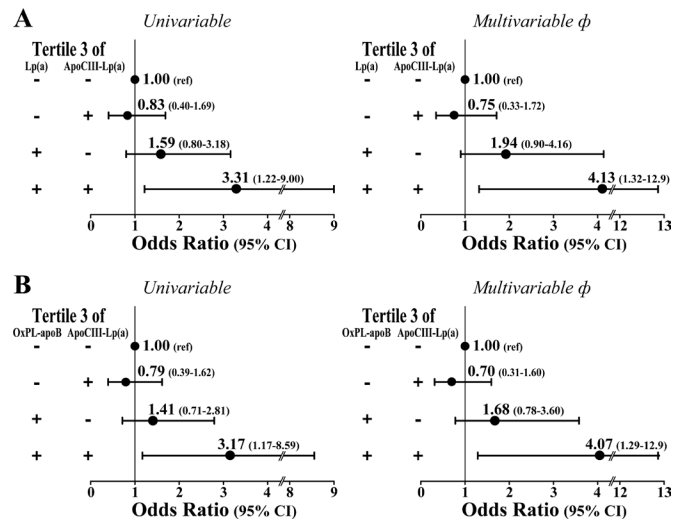 A
Univariable
Multivariable ф
Tertile 3 of
Lp(a) ApoCIII-Lp(a)
- - 1.00 (ref)
- + 0.83 (0.40-1.69)
+ - 1.59 (0.80-3.18)
+ + 3.31 (1.22-9.00)
0 1 2 3 4 8 9
Odds Ratio (95% CI)
Tertile 3 of
Lp(a) ApoCIII-Lp(a)
- - 1.00 (ref)
- + 0.75 (0.33-1.72)
+ - 1.94 (0.90-4.16)
+ + 4.13 (1.32-12.9)
0 1 2 3 4 12 13
Odds Ratio (95% CI)
B
Univariable
Multivariable ф
Tertile 3 of
OxPL-apoB ApoCIII-Lp(a)
- - 1.00 (ref)
- + 0.79 (0.39-1.62)
+ - 1.41 (0.71-2.81)
+ + 3.17 (1.17-8.59)
0 1 2 3 4 8 9
Odds Ratio (95% CI)
Tertile 3 of
OxPL-apoB ApoCIII-Lp(a)
- - 1.00 (ref)
- + 0.70 (0.31-1.60)
+ - 1.68 (0.78-3.60)
+ + 4.07 (1.29-12.9)
0 1 2 3 4 12 13
Odds Ratio (95% CI)